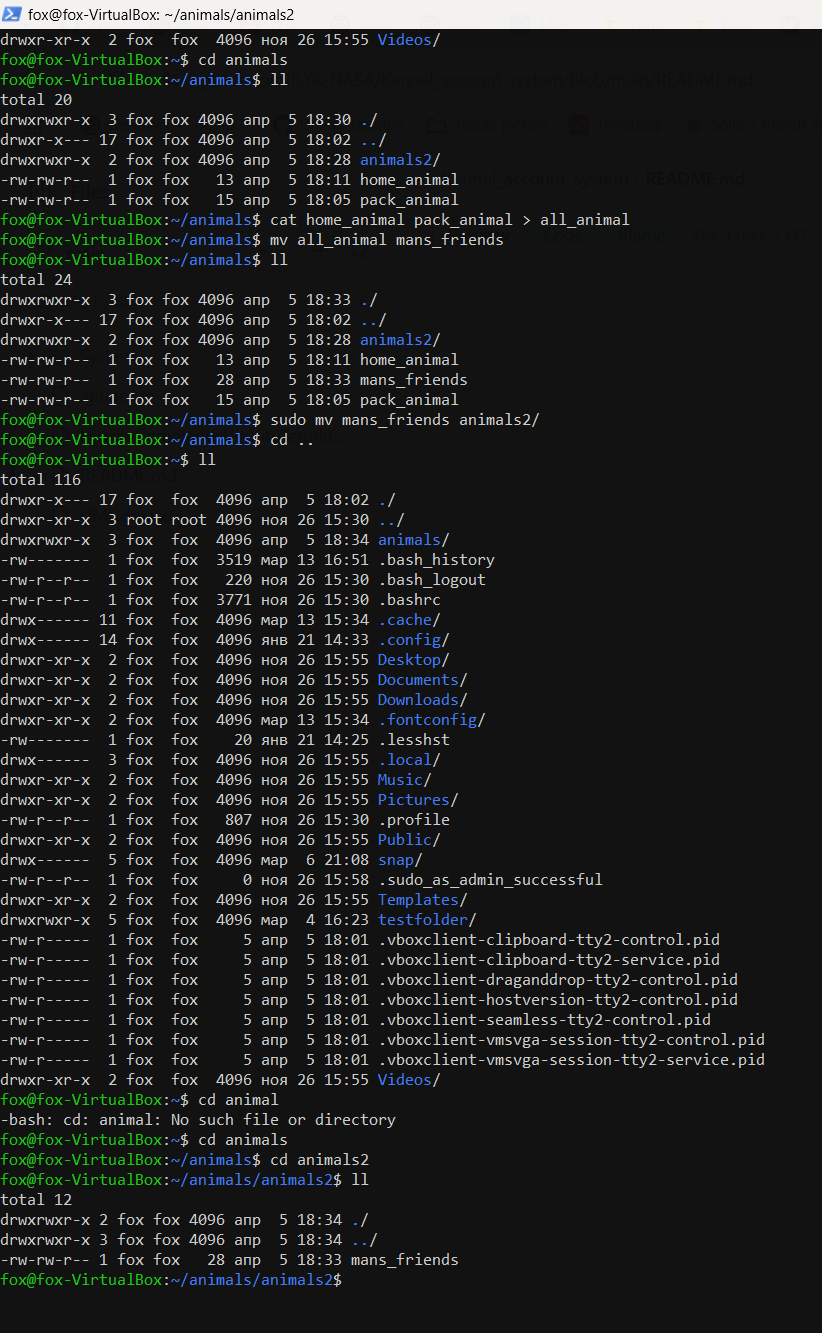 fox@fox-VirtualBox: ~/animals/animals2
drwxr-xr-x  2 fox  fox  4096 ноя 26 15:55 Videos/
fox@fox-VirtualBox:~$ cd animals
fox@fox-VirtualBox:~/animals$ ll
total 20
drwxrwxr-x  3 fox fox 4096 апр  5 18:30 ./
drwxr-x--- 17 fox fox 4096 апр  5 18:02 ../
drwxrwxr-x  2 fox fox 4096 апр  5 18:28 animals2/
-rw-rw-r--  1 fox fox   13 апр  5 18:11 home_animal
-rw-rw-r--  1 fox fox   15 апр  5 18:05 pack_animal
fox@fox-VirtualBox:~/animals$ cat home_animal pack_animal > all_animal
fox@fox-VirtualBox:~/animals$ mv all_animal mans_friends
fox@fox-VirtualBox:~/animals$ ll
total 24
drwxrwxr-x  3 fox fox 4096 апр  5 18:33 ./
drwxr-x--- 17 fox fox 4096 апр  5 18:02 ../
drwxrwxr-x  2 fox fox 4096 апр  5 18:28 animals2/
-rw-rw-r--  1 fox fox   13 апр  5 18:11 home_animal
-rw-rw-r--  1 fox fox   28 апр  5 18:33 mans_friends
-rw-rw-r--  1 fox fox   15 апр  5 18:05 pack_animal
fox@fox-VirtualBox:~/animals$ sudo mv mans_friends animals2/
fox@fox-VirtualBox:~/animals$ cd ..
fox@fox-VirtualBox:~$ ll
total 116
drwxr-x--- 17 fox  fox  4096 апр  5 18:02 ./
drwxr-xr-x  3 root root 4096 ноя 26 15:30 ../
drwxrwxr-x  3 fox  fox  4096 апр  5 18:34 animals/
-rw-------  1 fox  fox  3519 мар 13 16:51 .bash_history
-rw-r--r--  1 fox  fox   220 ноя 26 15:30 .bash_logout
-rw-r--r--  1 fox  fox  3771 ноя 26 15:30 .bashrc
drwx------ 11 fox  fox  4096 мар 13 15:34 .cache/
drwx------ 14 fox  fox  4096 янв 21 14:33 .config/
drwxr-xr-x  2 fox  fox  4096 ноя 26 15:55 Desktop/
drwxr-xr-x  2 fox  fox  4096 ноя 26 15:55 Documents/
drwxr-xr-x  2 fox  fox  4096 ноя 26 15:55 Downloads/
drwxr-xr-x  2 fox  fox  4096 мар 13 15:34 .fontconfig/
-rw-------  1 fox  fox    20 янв 21 14:25 .lesshst
drwx------  3 fox  fox  4096 ноя 26 15:55 .local/
drwxr-xr-x  2 fox  fox  4096 ноя 26 15:55 Music/
drwxr-xr-x  2 fox  fox  4096 ноя 26 15:55 Pictures/
-rw-r--r--  1 fox  fox   807 ноя 26 15:30 .profile
drwxr-xr-x  2 fox  fox  4096 ноя 26 15:55 Public/
drwx------  5 fox  fox  4096 мар  6 21:08 snap/
-rw-r--r--  1 fox  fox     0 ноя 26 15:58 .sudo_as_admin_successful
drwxr-xr-x  2 fox  fox  4096 ноя 26 15:55 Templates/
drwxrwxr-x  5 fox  fox  4096 мар  4 16:23 testfolder/
-rw-r-----  1 fox  fox     5 апр  5 18:01 .vboxclient-clipboard-tty2-control.pid
-rw-r-----  1 fox  fox     5 апр  5 18:01 .vboxclient-clipboard-tty2-service.pid
-rw-r-----  1 fox  fox     5 апр  5 18:01 .vboxclient-draganddrop-tty2-control.pid
-rw-r-----  1 fox  fox     5 апр  5 18:01 .vboxclient-hostversion-tty2-control.pid
-rw-r-----  1 fox  fox     5 апр  5 18:01 .vboxclient-seamless-tty2-control.pid
-rw-r-----  1 fox  fox     5 апр  5 18:01 .vboxclient-vmsvga-session-tty2-control.pid
-rw-r-----  1 fox  fox     5 апр  5 18:01 .vboxclient-vmsvga-session-tty2-service.pid
drwxr-xr-x  2 fox  fox  4096 ноя 26 15:55 Videos/
fox@fox-VirtualBox:~$ cd animal
-bash: cd: animal: No such file or directory
fox@fox-VirtualBox:~$ cd animals
fox@fox-VirtualBox:~/animals$ cd animals2
fox@fox-VirtualBox:~/animals/animals2$ ll
total 12
drwxrwxr-x 2 fox fox 4096 апр  5 18:34 ./
drwxrwxr-x 3 fox fox 4096 апр  5 18:34 ../
-rw-rw-r-- 1 fox fox   28 апр  5 18:33 mans_friends
fox@fox-VirtualBox:~/animals/animals2$